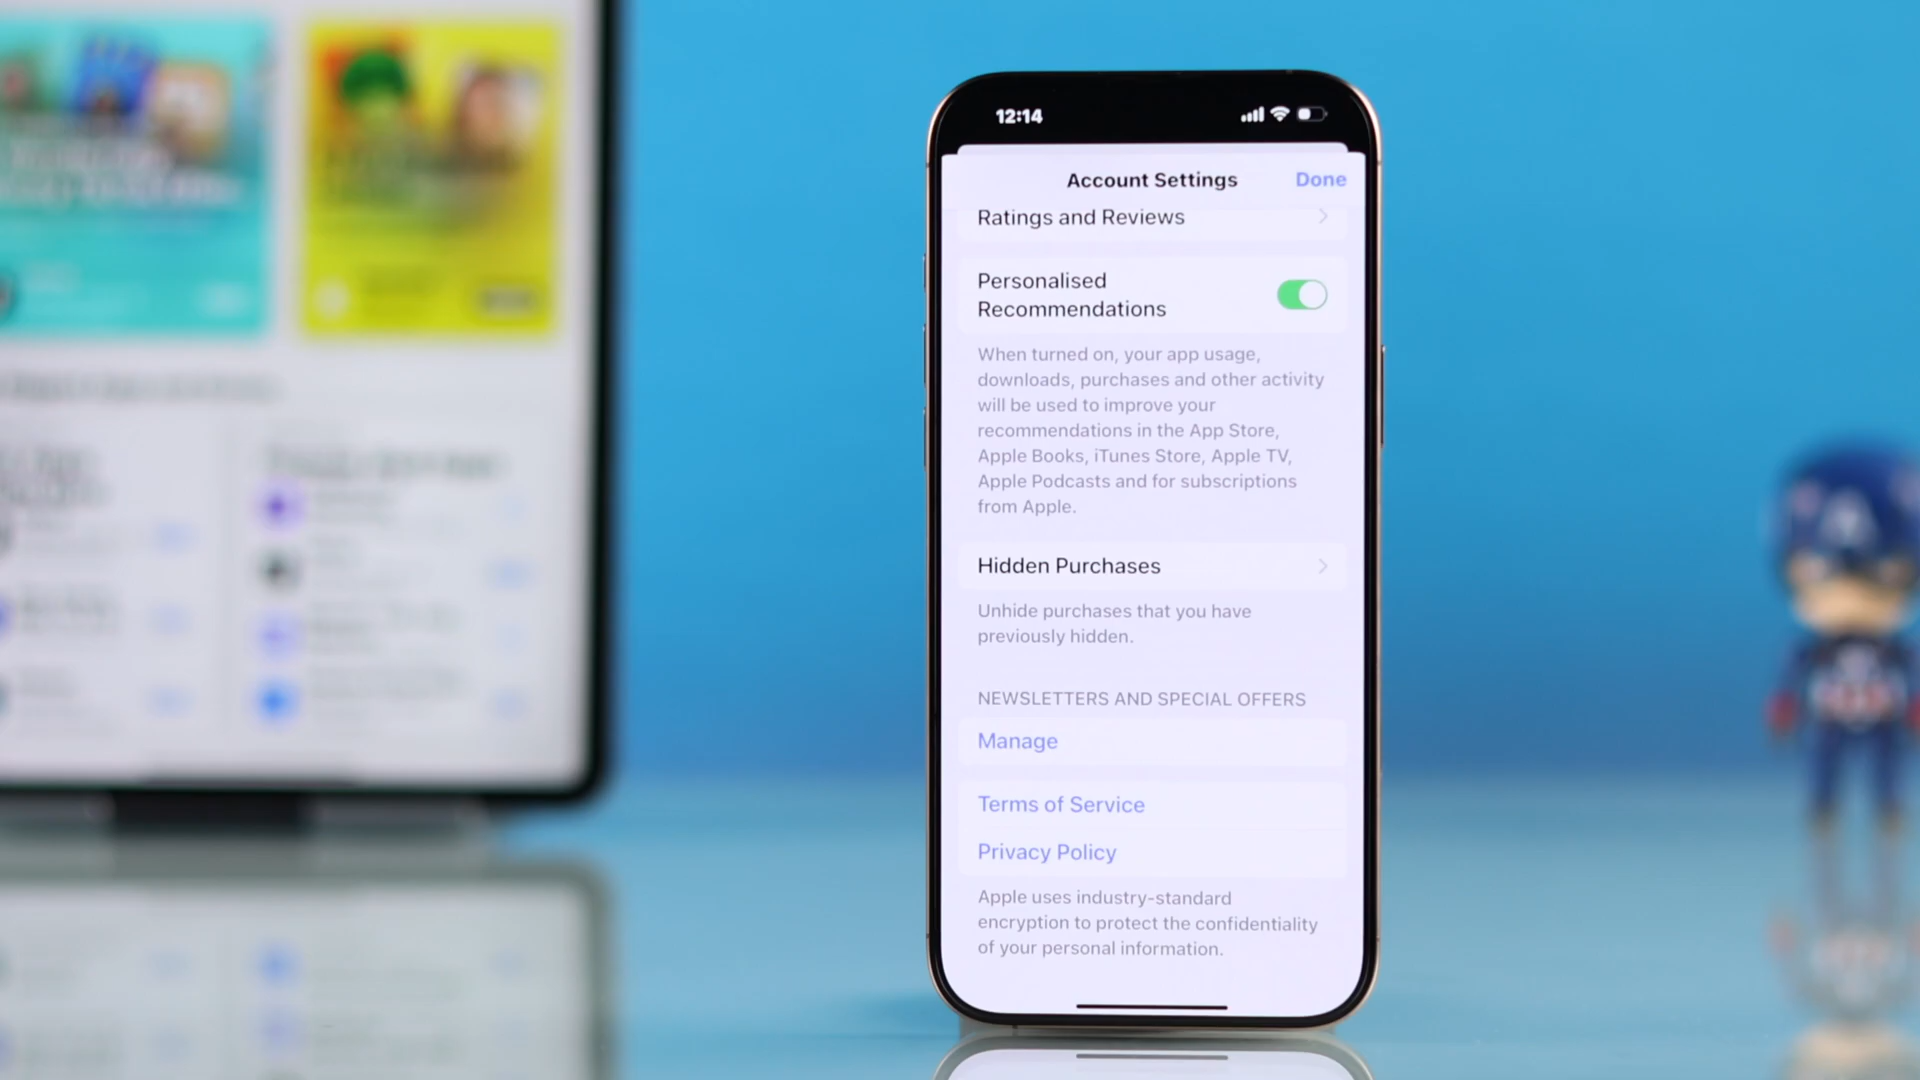 12:14
Account Settings
Done
Ratings and Reviews
Personalised
Recommendations
When turned on, your app usage,
downloads, purchases and other activity
will be used to improve your
recommendations in the App Store,
Apple Books, iTunes Store, Apple TV,
Apple Podcasts and for subscriptions
from Apple.
Hidden Purchases
Unhide purchases that you have
previously hidden.
NEWSLETTERS AND SPECIAL OFFERS
Manage
Terms of Service
Privacy Policy
Apple uses industry-standard
encryption to protect the confidentiality
of your personal information.